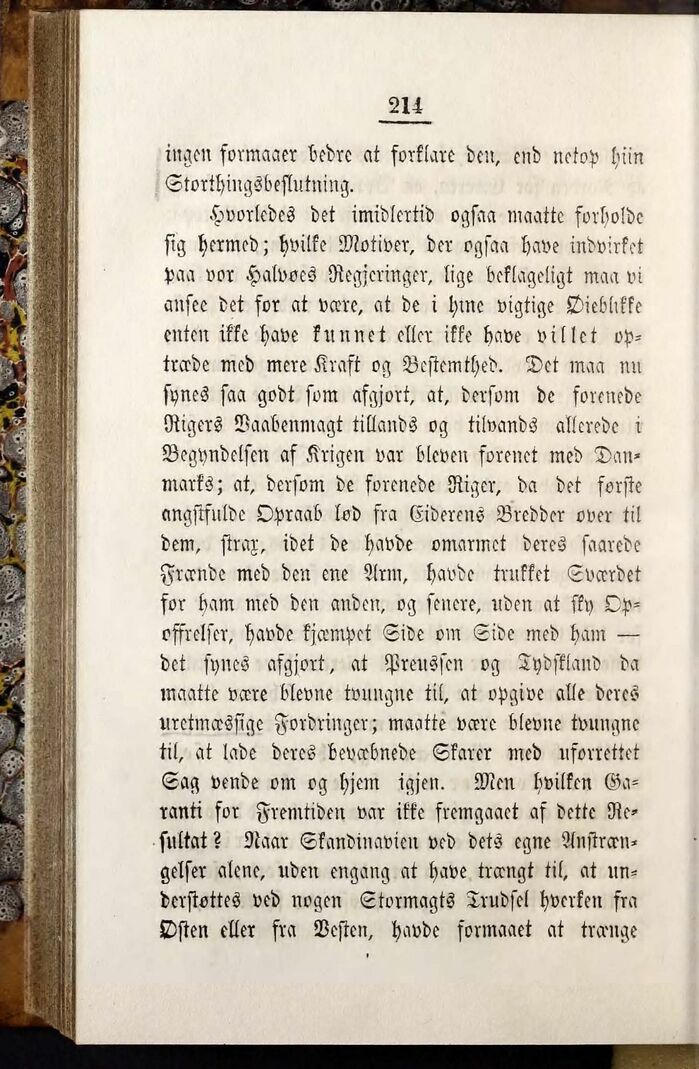 214
ingen formaaer bedre at forklare den, end netop hiin
Storthingsbeslutning.
Hvorledes det imidlertid ogsaa maatte forholde
sig hermed; hvilke Motiver, der ogsaa have indvirket
paa vor Halvøes Regjeringer, lige beklageligt maa vi
ansee det for at være, at de i hine vigtige Øieblikke
enten ikke have kunnet eller ikke have villet op-
træde med mere Kraft og Bestemthed. Det maa nu
synes saa godt som afgjort, at, dersom de forenede
Rigers Vaabenmagt tillands og tilvands allerede i
Begyndelsen af Krigen var bleven forenet med Dan-
marks; at, dersom de forenede Riger, da det første
angstfulde Opraab lød fra Eiderens Bredder over til
dem, strax, idet de havde omarmet deres saarede
Frænde med den ene Arm, havde trukket Sværdet
for ham med den anden, og senere, uden at sky Op-
offrelser, havde kjæmpet Side om Side med ham —
det synes afgjort, at Preussen og Tydskland da
maatte være blevne tvungne til, at opgive alle deres
uretmæssige Fordringer; maatte være blevne tvungne
til, at lade deres bevæbnede Skarer med uforrettet
Sag vende om og hjem igjen. Men hvilken Ga-
ranti for Fremtiden var ikke fremgaaet af dette Re-
sultat? Naar Skandinavien ved dets egne Anstræn-
gelser alene, uden engang at have trængt til, at un-
derstøttes ved nogen Stormagts Trudsel hverken fra
Østen eller fra Vesten, havde formaaet at trænge